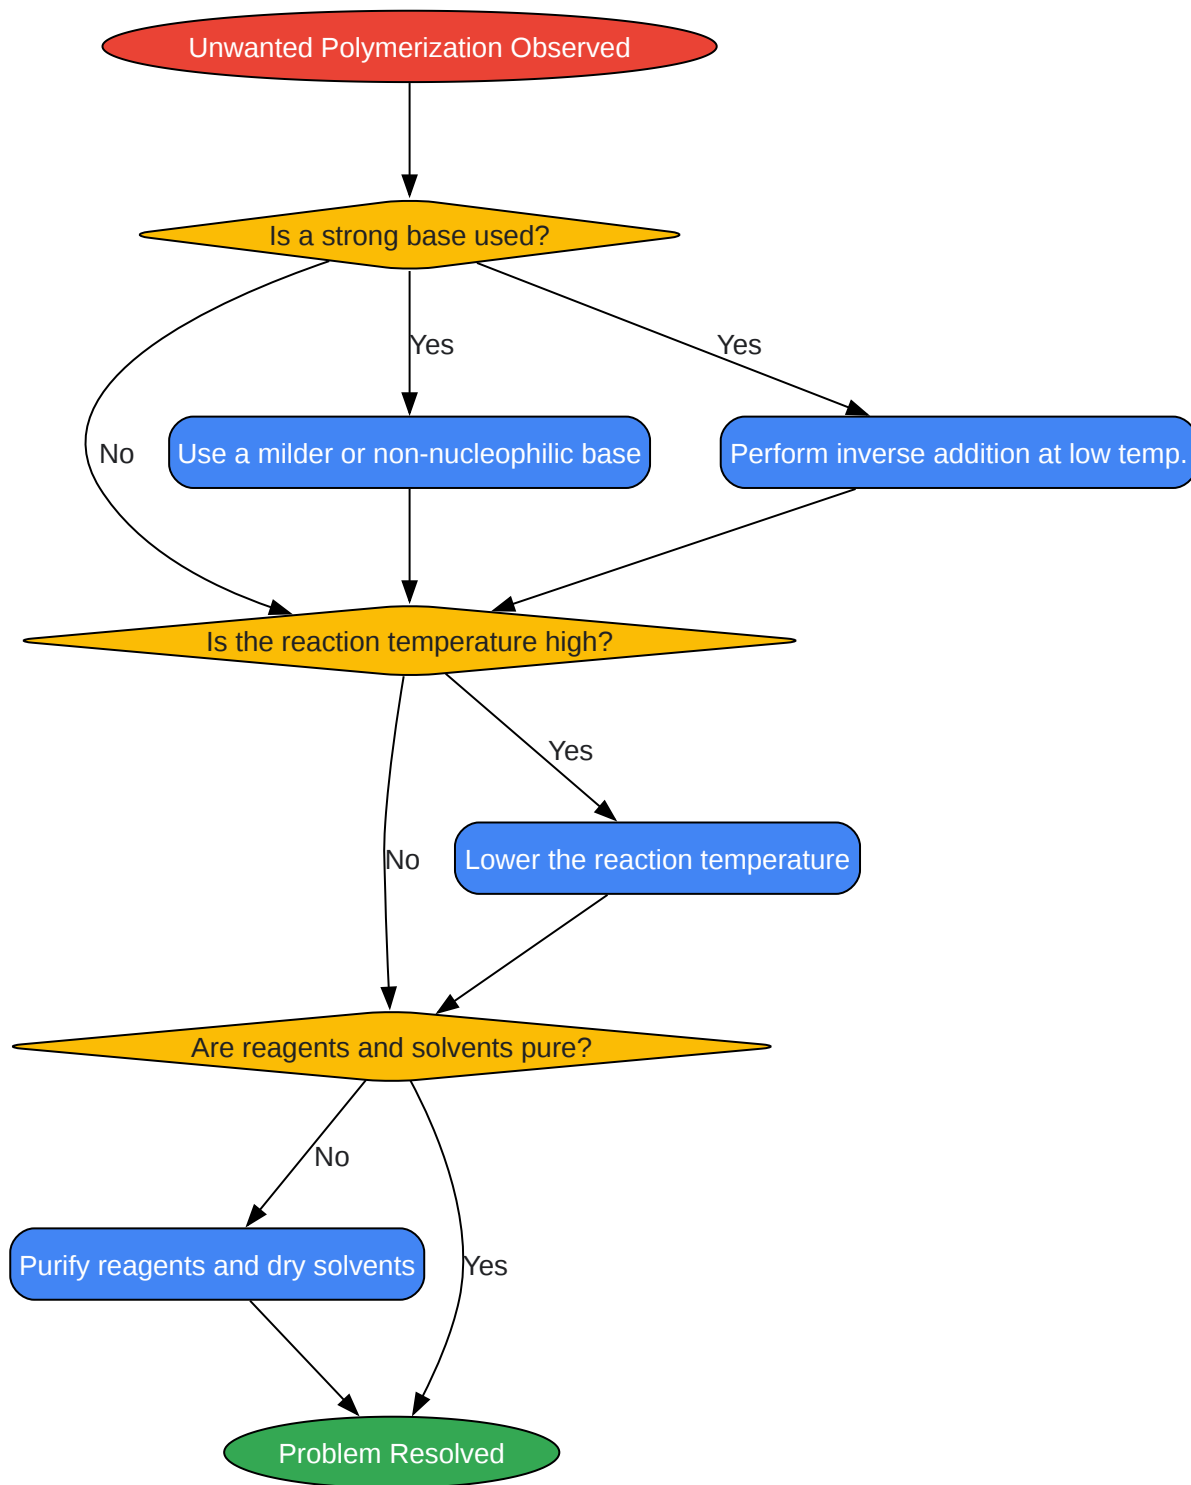 Unwanted Polymerization Observed
Is a strong base used?
Yes
Yes
No
Use a milder or non-nucleophilic base
Perform inverse addition at low temp.
Is the reaction temperature high?
Yes
No
Lower the reaction temperature
Are reagents and solvents pure?
No
Purify reagents and dry solvents
Yes
Problem Resolved